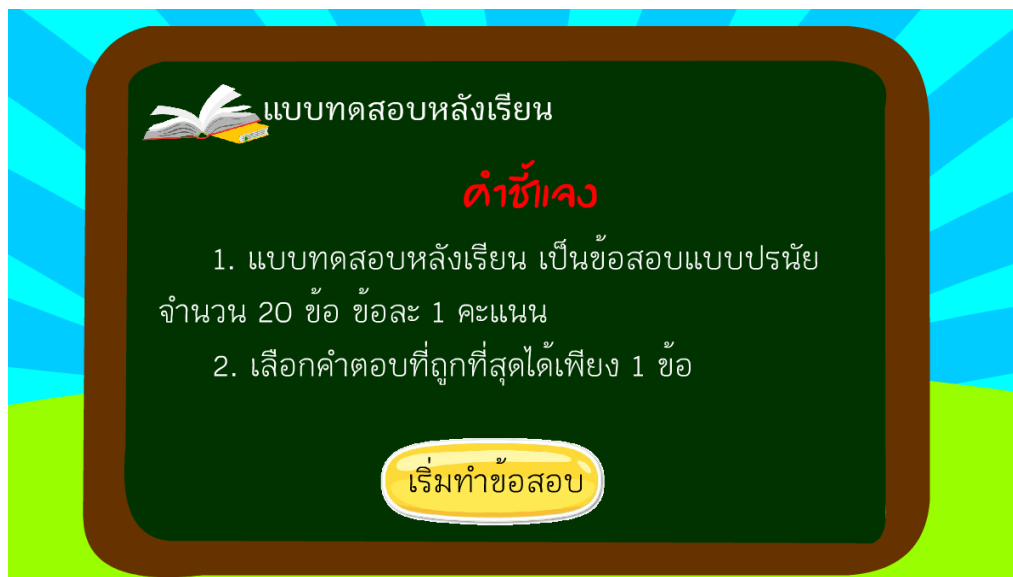 แบบทดสอบหลังเรียน
คำชี้แจง
1. แบบทดสอบหลังเรียน เป็นข้อสอบแบบปรนัย
จำนวน 20 ข้อ ข้อละ 1 คะแนน
2. เลือกคำตอบที่ถูกที่สุดได้เพียง 1 ข้อ
เริ่มทำข้อสอบ